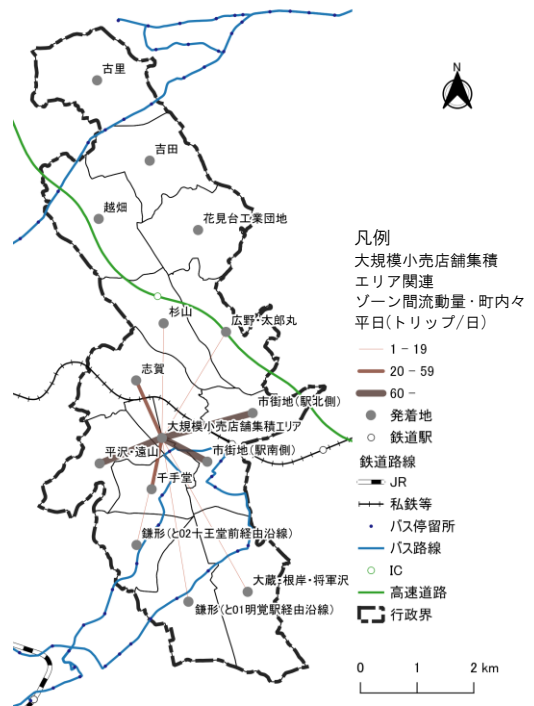 古里
N
吉田
越畑
花見台工業団地
杉山
広野・太郎丸
志賀
市街地(駅北側)
大規模小売店舗集積エリア
平沢・遠山
市街地(駅南側)
千手堂
鎌形(と02十王堂前経由沿線)
大蔵・根岸・将軍沢
鎌形(と01明覚駅経由沿線)
凡例
大規模小売店舗集積
エリア関連
ゾーン間流動量・町内々
平日(トリップ/日)
1 - 19
20 - 59
60 -
発着地
鉄道駅
鉄道路線
JR
私鉄等
バス停留所
バス路線
IC
高速道路
行政界
0 1 2 km